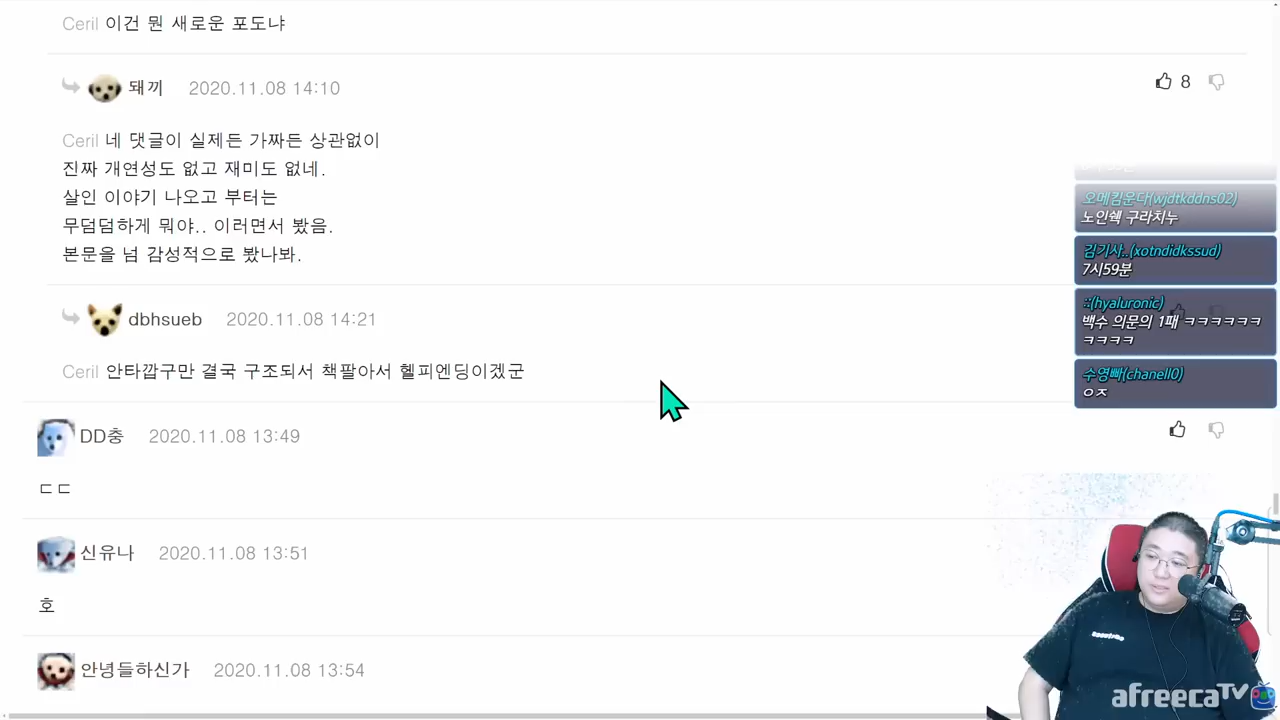 Ceril 이건 뭔 새로운 포도냐
돼끼 2020.11.08 14:10
8
Ceril 네 댓글이 실제든 가짜든 상관없이
진짜 개연성도 없고 재미도 없네.
살인 이야기 나오고 부터는
무덤덤하게 뭐야.. 이러면서 봤음.
본문을 넘 감성적으로 봤나봐.
dbhsueb 2020.11.08 14:21
Ceril 안타깝구만 결국 구조되서 책팔아서 헬피엔딩이겠군
DD충 2020.11.08 13:49
ㄷㄷ
신유나 2020.11.08 13:51
호
안녕들하신가 2020.11.08 13:54
오메킴운다(wjdtkddns02)
노인쉑 구라치누
김기사..(xotndidkssud)
7시59분
::(hyaluronic)
백수 의문의 1패 ㅋㅋㅋㅋㅋㅋ
ㅋㅋㅋㅋ
수영빠(chanell0)
ㅇㅈ
afreecaTV